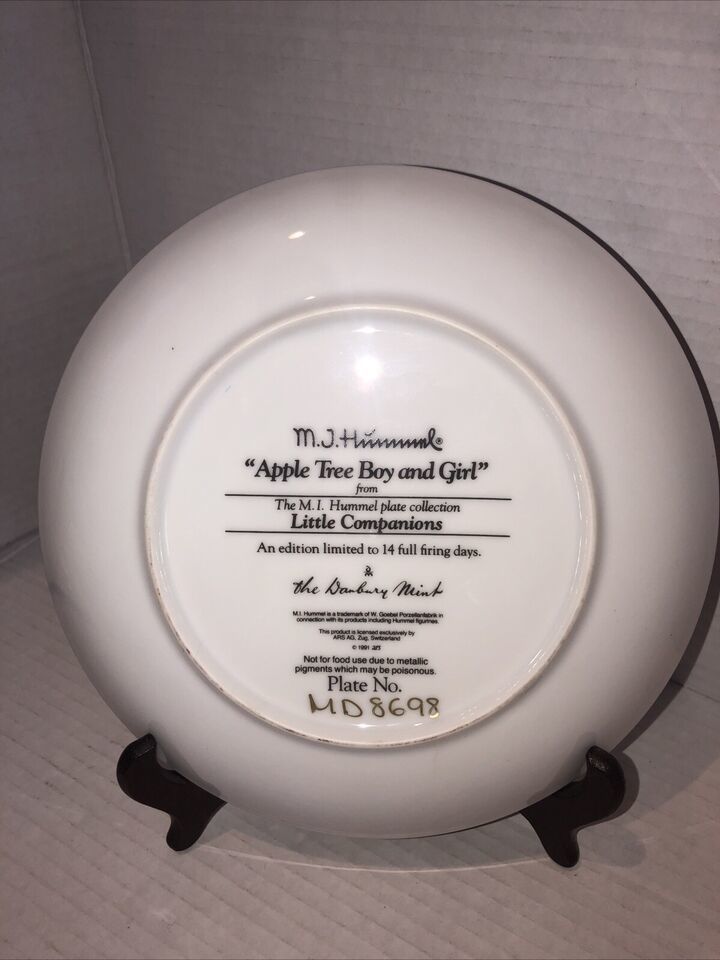 M.J.Hümmel®
“Apple Tree Boy and Girl”
from
The M.I. Hummel plate collection
Little Companions
An edition limited to 14 full firing days.
the Danbury Mint
M.I. Hummel is a trademark of W. Goebel Porzellanfabrik in
connection with its products including Hummel figurines.
This product is licensed exclusively by
ARS AG, Zug, Switzerland
© 1991 ars
Not for food use due to metallic
pigments which may be poisonous.
Plate No.
MD8698